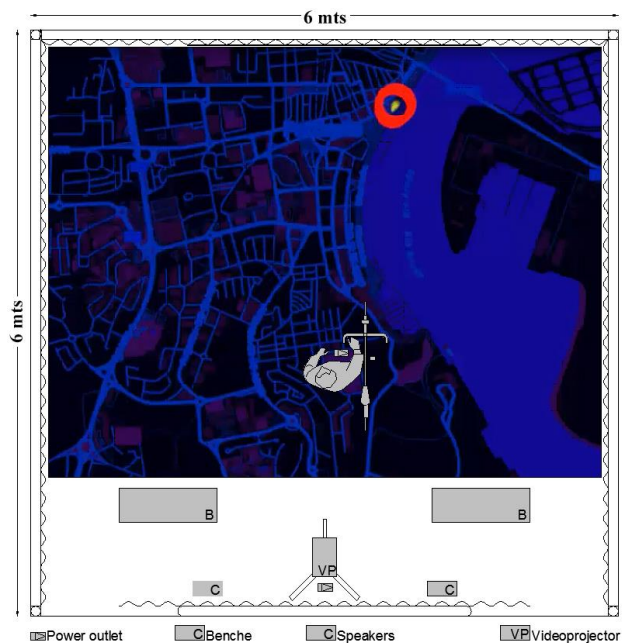 6 mts
6 mts
B
B
VP
C
C
Power outlet
C Benche
C Speakers
VP Videoprojector